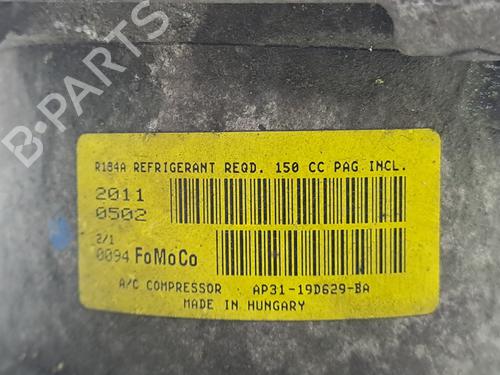 B-PARTS
R184A REFRIGERANT REQD. 150 CC PAG INCL.
2011
0502
2/1
0094 FoMoCo
A/C COMPRESSOR AP31-19D629-BA
MADE IN HUNGARY